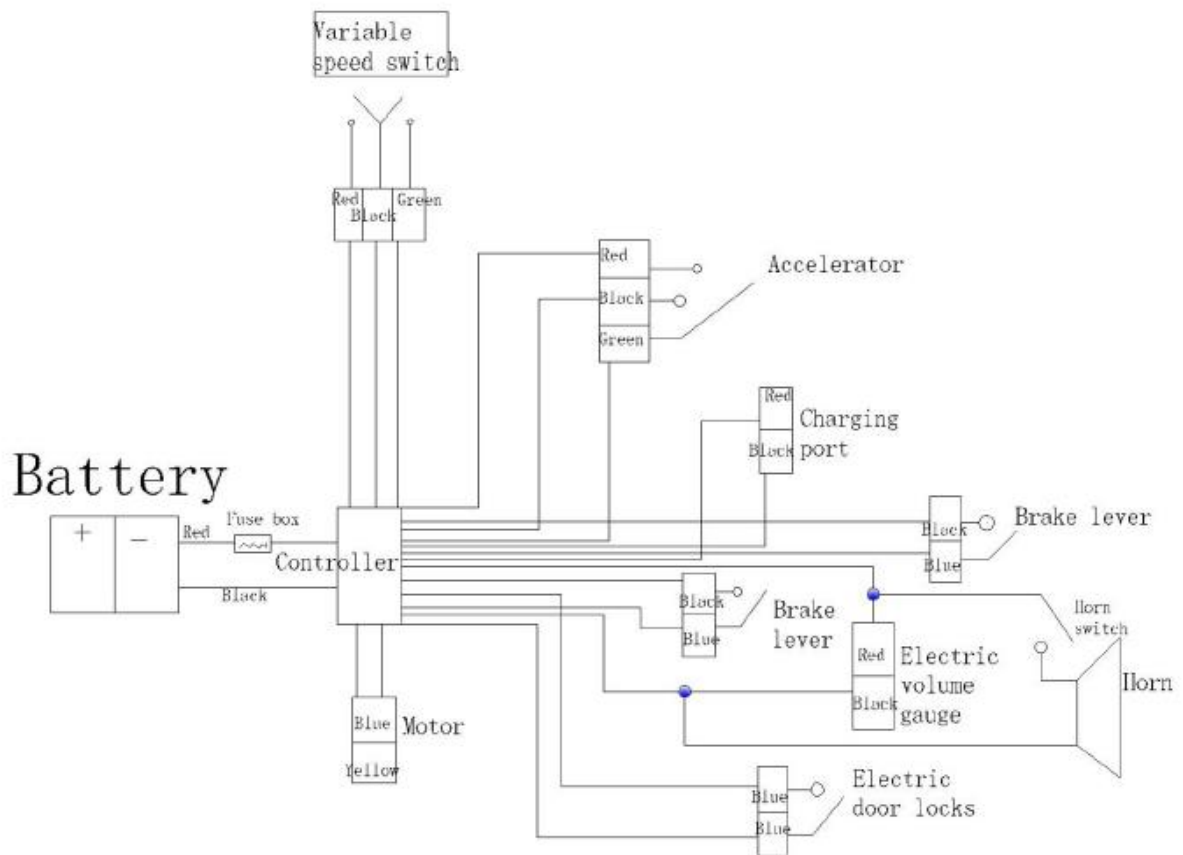 Variable
speed switch
Red
Black
Green
Red
Black
Green
Accelerator
Red
Black
Charging
port
Battery
+
-
Red
Fuse box
Black
Controller
Black
Blue
Brake lever
Black
Blue
Brake
lever
Horn
switch
Red
Black
Electric
volume
gauge
Horn
Blue
Yellow
Motor
Blue
Blue
Electric
door locks